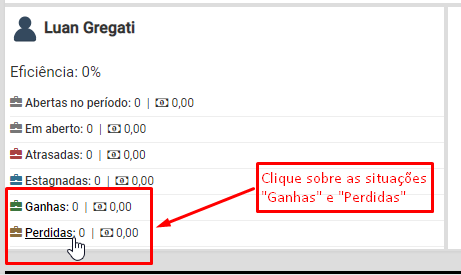 Luan Gregati
Eficiência: 0%
Abertas no período: 0 | 0,00
Em aberto: 0 | 0,00
Atrasadas: 0 | 0,00
Estagnadas: 0 | 0,00
Ganhas: 0 | 0,00
Perdidas: 0 | 0,00
Clique sobre as situações
"Ganhas" e "Perdidas"